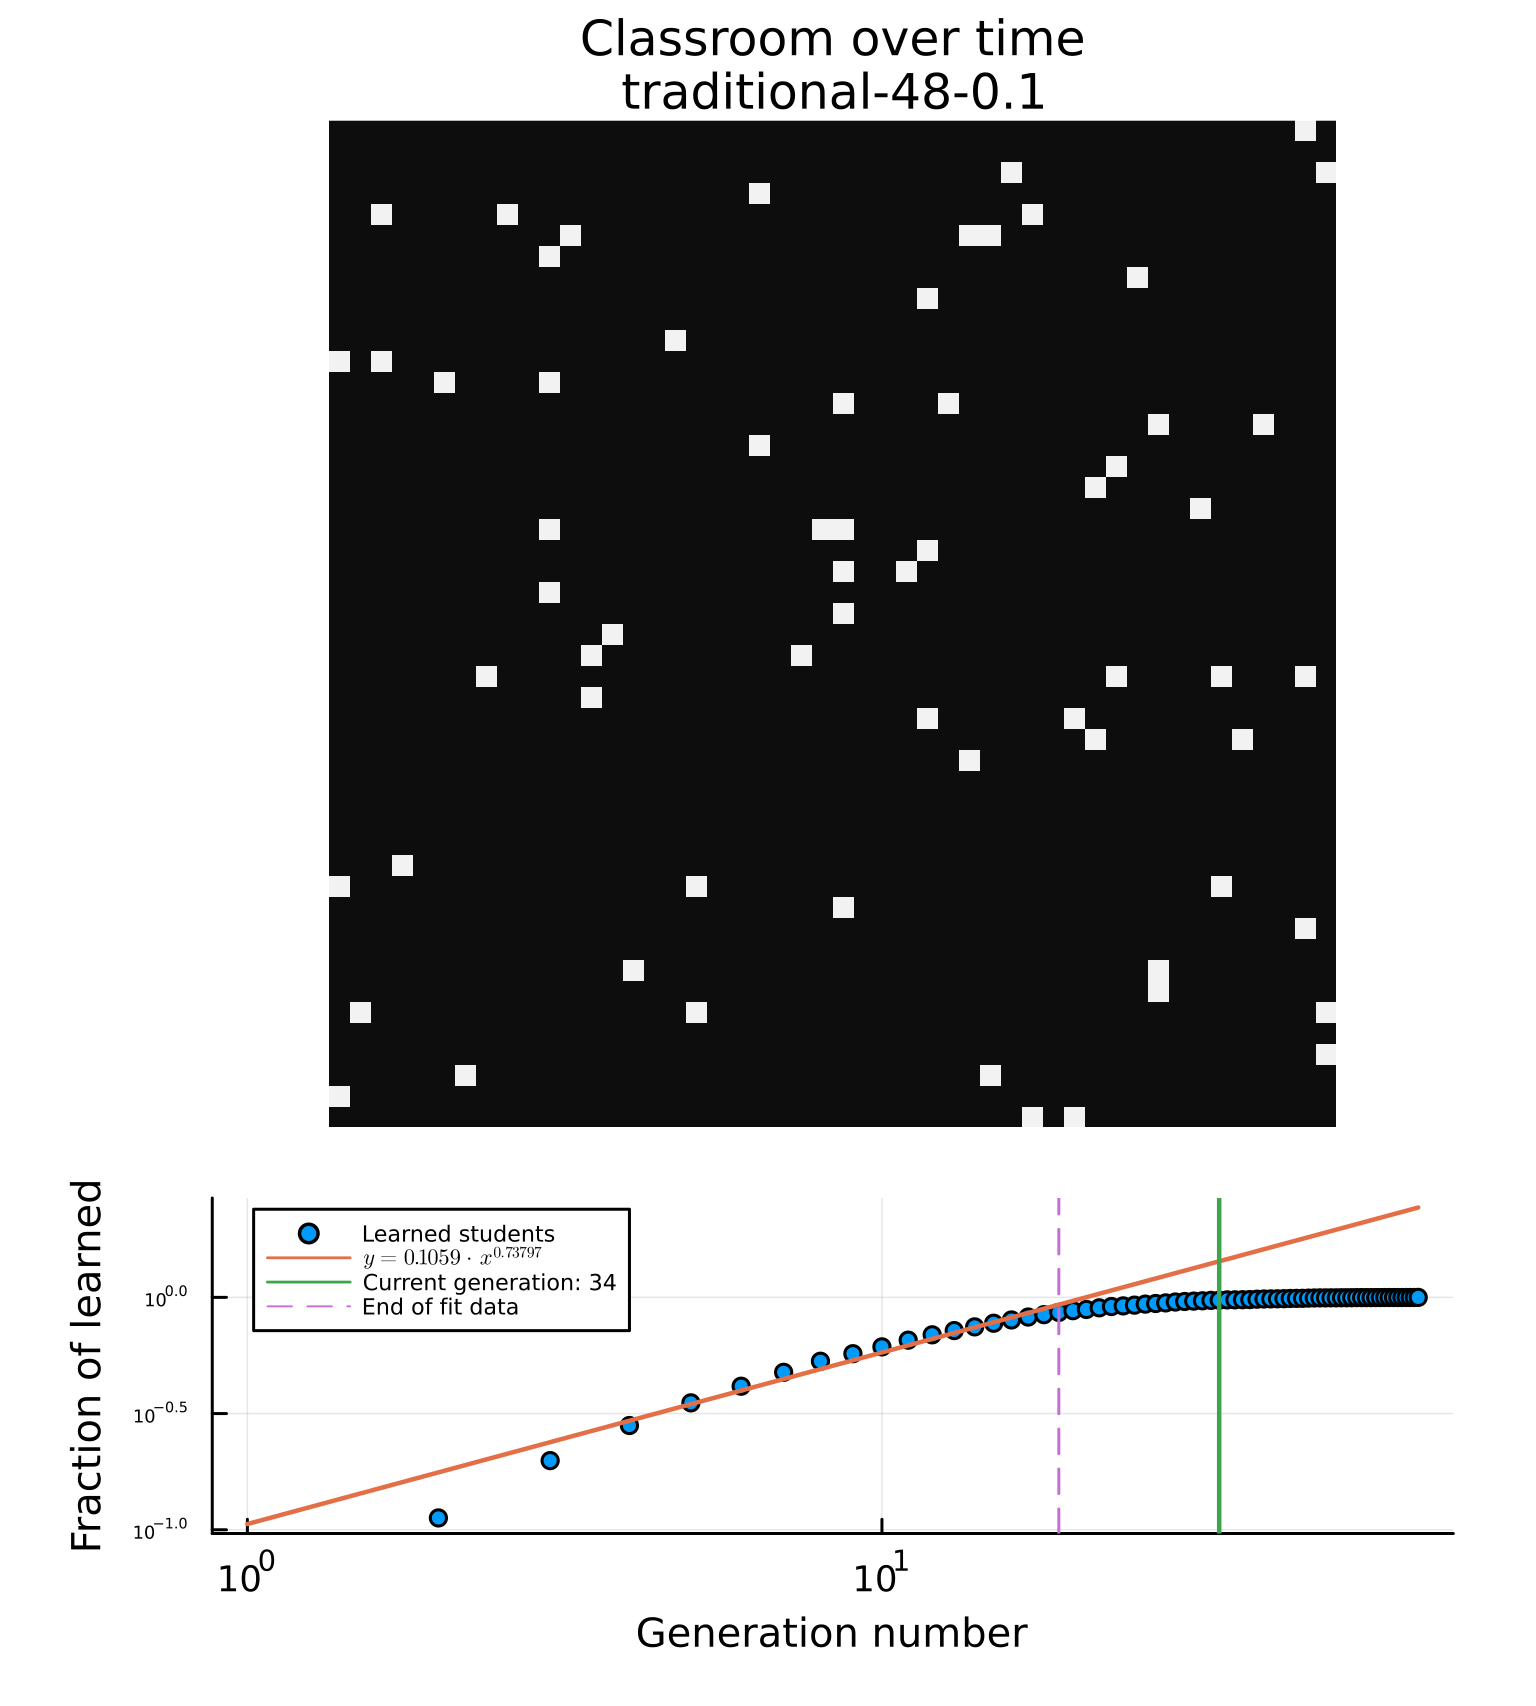 Classroom over time
traditional-48-0.1
Fraction of learned
Learned students
y = 0.1059 · x^0.73797
Current generation: 34
End of fit data
10^0.0
10^−0.5
10^−1.0
10^0
10^1
Generation number